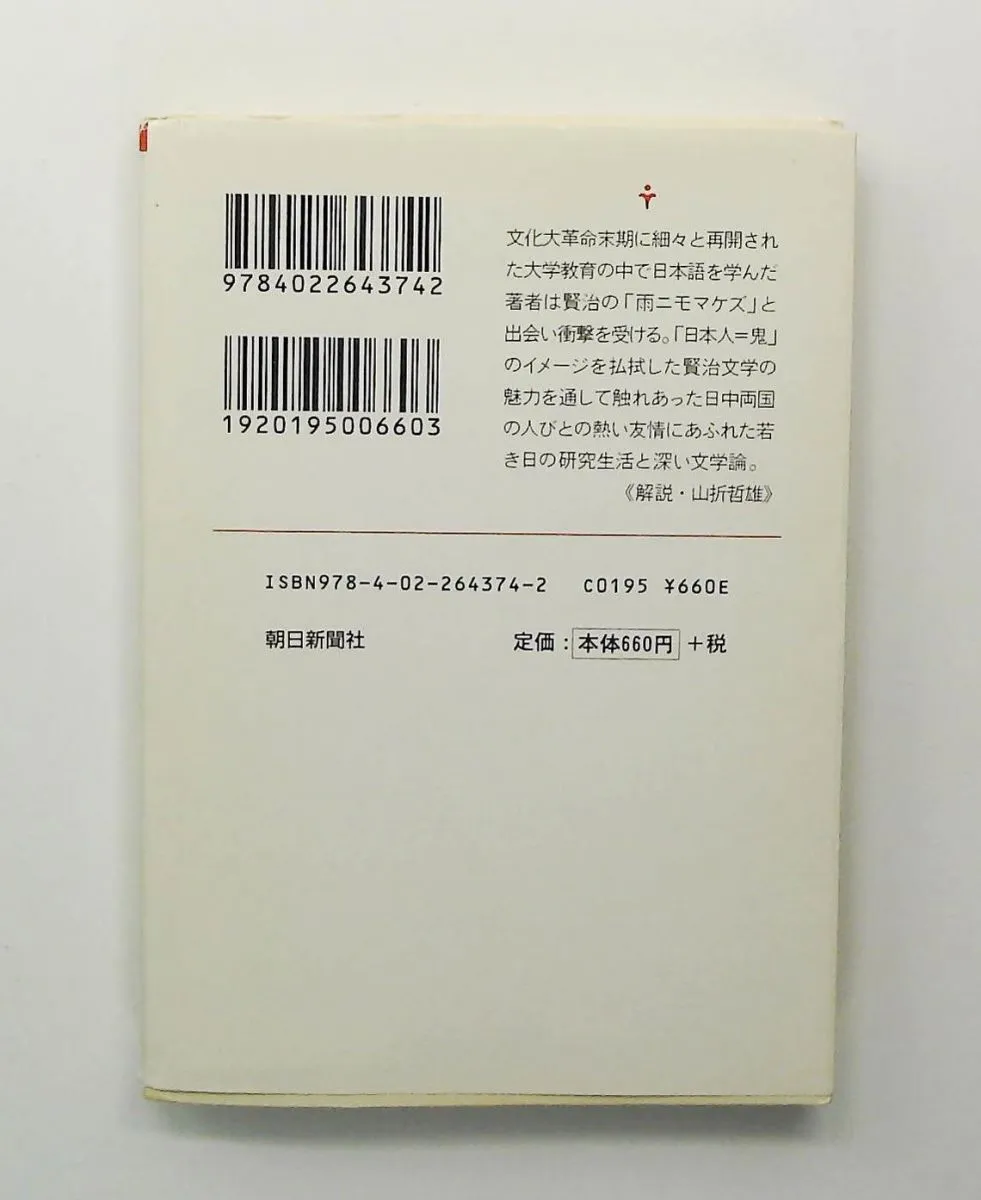 9784022643742
1920195006603
文化大革命末期に細々と再開され
た大学教育の中で日本語を学んだ
著者は賢治の「雨ニモマケズ」と
出会い衝撃を受ける。「日本人=鬼」
のイメージを払拭した賢治文学の
魅力を通して触れあった日中両国
の人びとの熱い友情にあふれた若
き日の研究生活と深い文学論。
《解説・山折哲雄》
ISBN978-4-02-264374-2 C0195 ¥660E
朝日新聞社 定価:本体660円+税